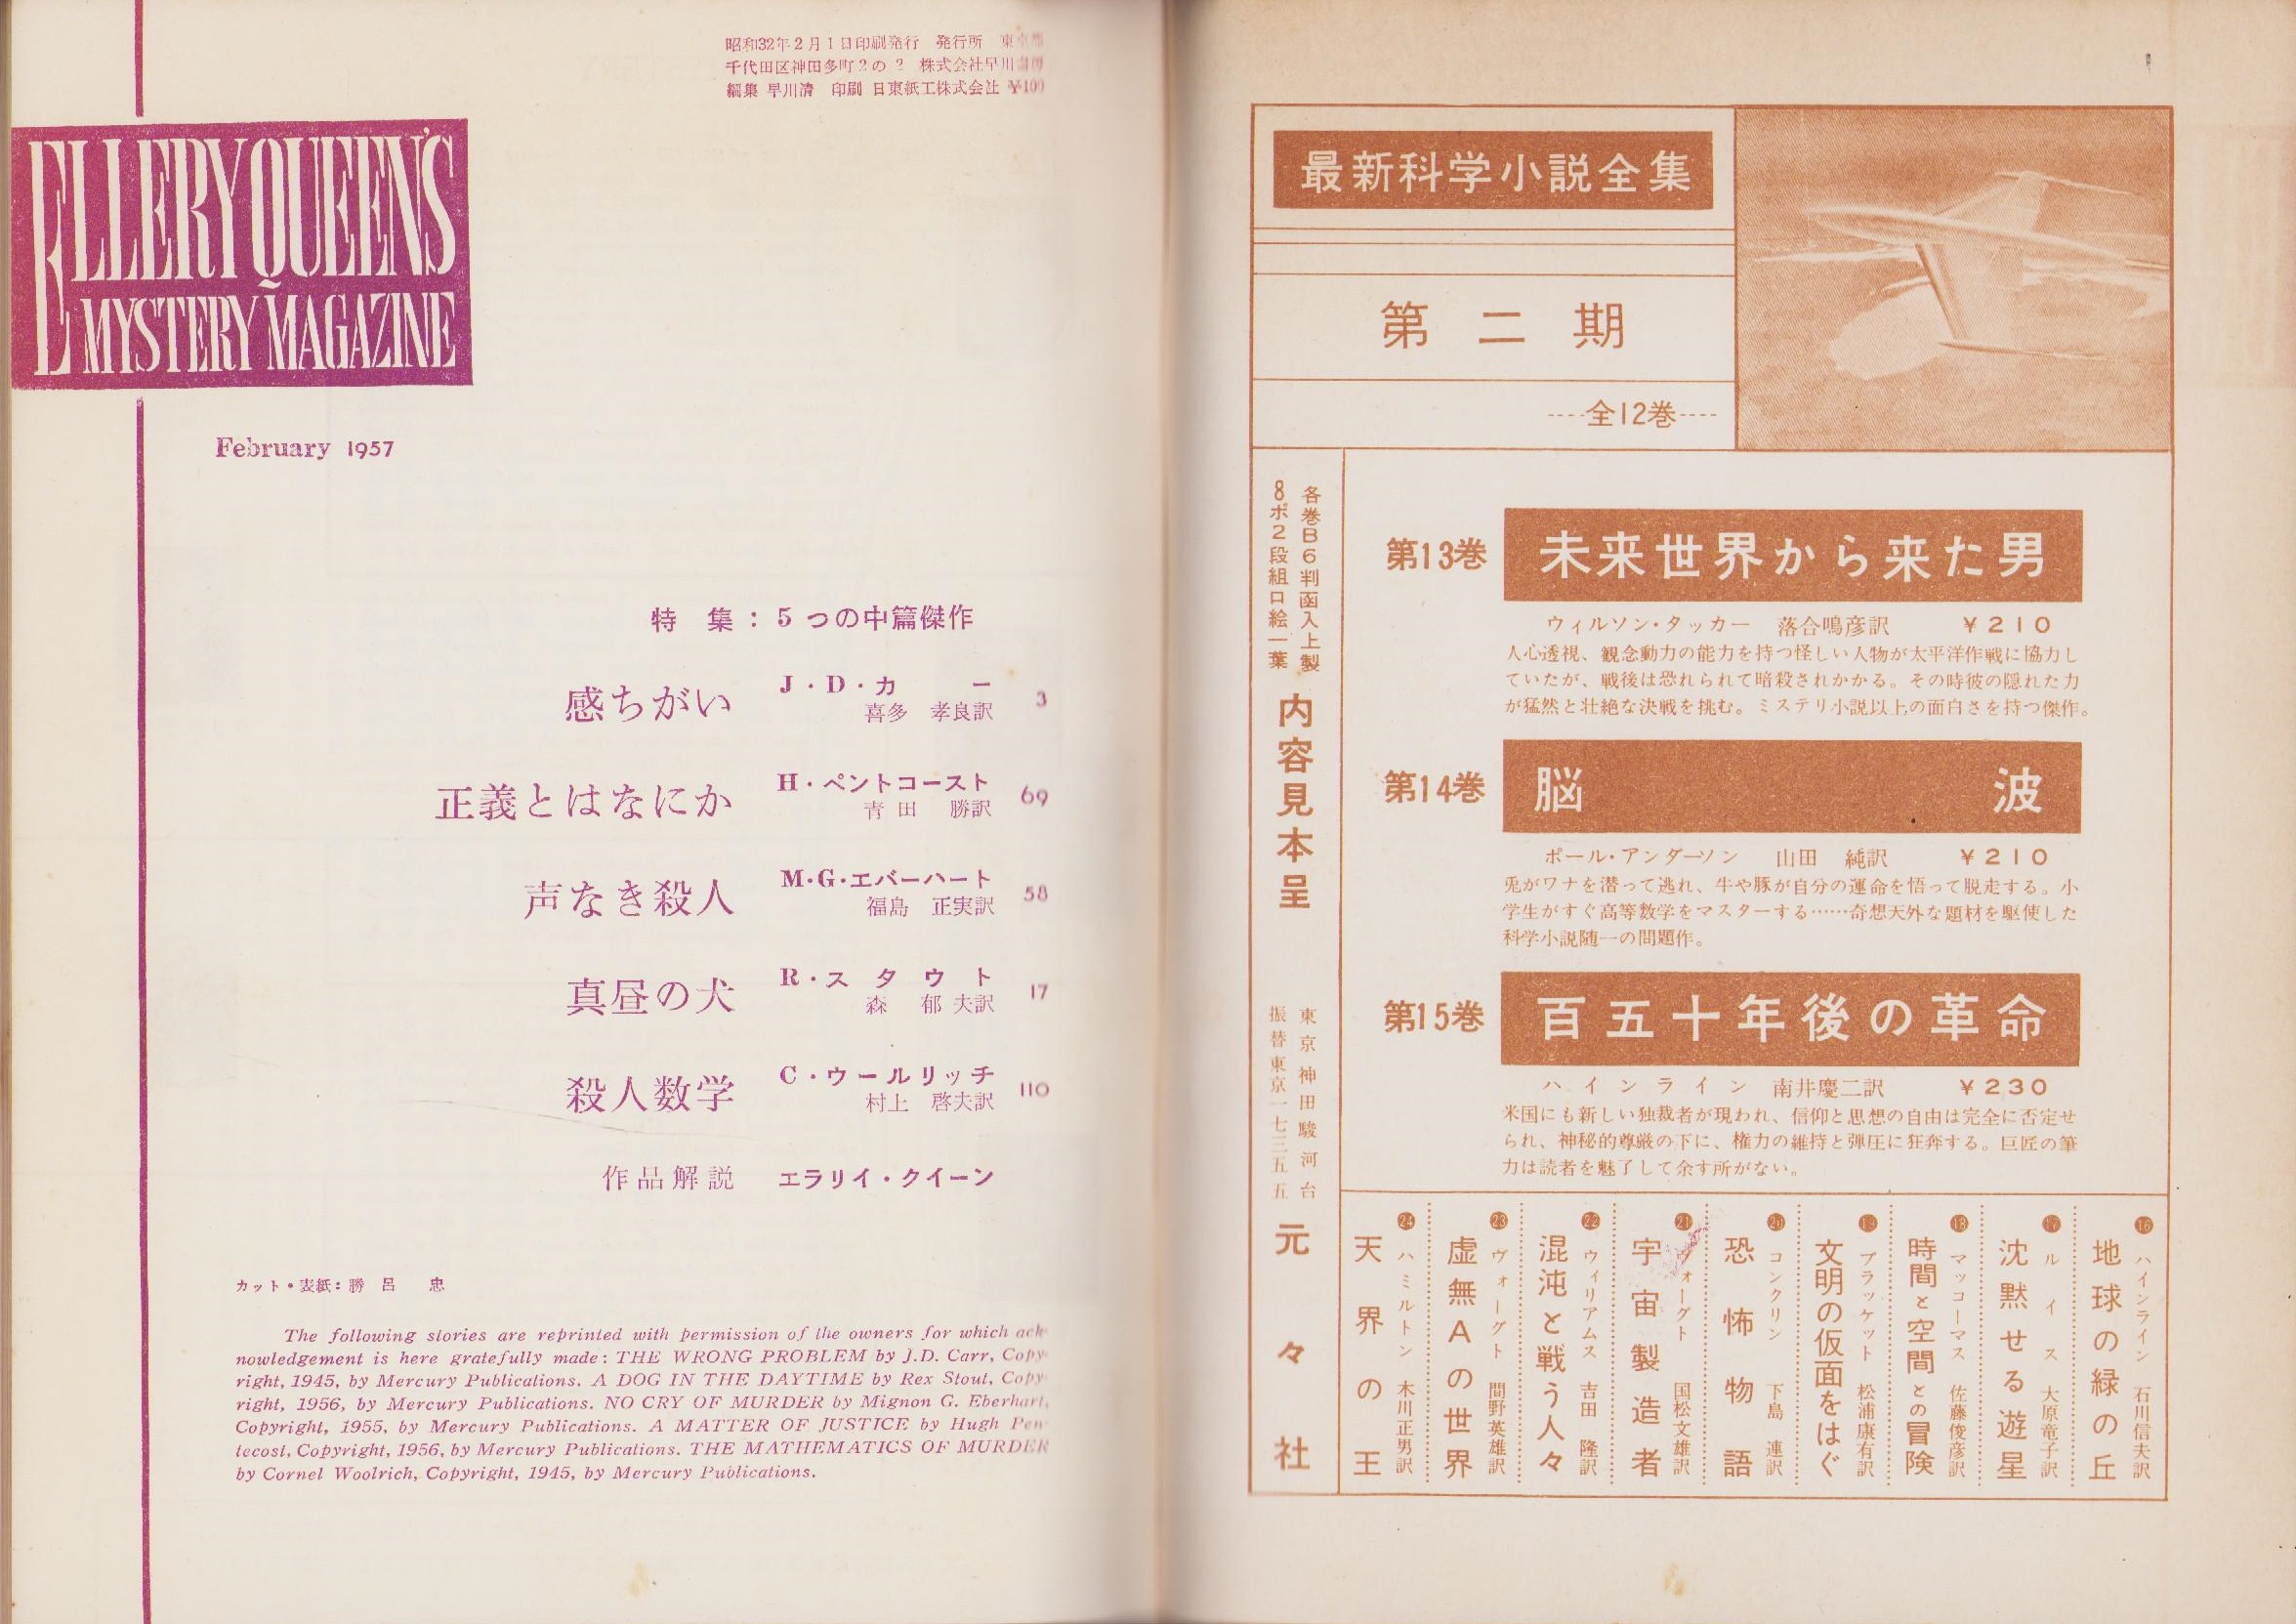 昭和32年2月1日印刷発行 発行所 東京都
千代田区神田多町2の2 株式会社早川書房
編集 早川清 印刷 日東紙工株式会社 ¥100
ELLERY QUEEN'S
MYSTERY MAGAZINE
February 1957
特 集: 5つの中篇傑作
感ちがい J・D・カー 3
喜多 孝良訳
正義とはなにか H・ペントコースト 69
青田 勝訳
声なき殺人 M・G・エバーハート 58
福島 正実訳
真昼の犬 R・スタウト 17
森 郁夫訳
殺人数学 C・ウールリッチ 110
村上 啓夫訳
作品解説 エラリイ・クイーン
カット・表紙: 勝 呂 忠
The following stories are reprinted with permission of the owners for which ack-
nowledgement is here gratefully made: THE WRONG PROBLEM by J.D. Carr, Copy-
right, 1945, by Mercury Publications. A DOG IN THE DAYTIME by Rex Stout, Copy-
right, 1956, by Mercury Publications. NO CRY OF MURDER by Mignon G. Eberhart,
Copyright, 1955, by Mercury Publications. A MATTER OF JUSTICE by Hugh Pen-
tecost, Copyright, 1956, by Mercury Publications. THE MATHEMATICS OF MURDER
by Cornel Woolrich, Copyright, 1945, by Mercury Publications.
最新科学小説全集
第二期
----全12巻----
各巻B6判函入上製
8ポ2段組口絵一葉
内容見本呈
東京神田駿河台
振替東京一七三五五
元々社
第13巻 未来世界から来た男
ウィルソン・タッカー 落合鳴彦訳 ¥210
人心透視、観念動力の能力を持つ怪しい人物が太平洋作戦に協力し
ていたが、戦後は恐れられて暗殺されかかる。その時彼の隠れた力
が猛然と壮絶な決戦を挑む。ミステリ小説以上の面白さを持つ傑作。
第14巻 脳波
ポール・アンダーソン 山田 純訳 ¥210
兎がワナを潜って逃れ、牛や豚が自分の運命を悟って脱走する。小
学生がすぐ高等数学をマスターする……奇想天外な題材を駆使した
科学小説随一の問題作。
第15巻 百五十年後の革命
ハインライン 南井慶二訳 ¥230
米国にも新しい独裁者が現われ、信仰と思想の自由は完全に否定せ
られ、神秘的尊厳の下に、権力の維持と弾圧に狂奔する。巨匠の筆
力は読者を魅了して余す所がない。
16 ハインライン 石川信夫訳
地球の緑の丘
17 ルイス 大原竜子訳
沈黙せる遊星
18 マッコーマス 佐藤俊彦訳
時間と空間との冒険
19 ブラッケット 松浦康有訳
文明の仮面をはぐ
20 コンクリン 下島 連訳
恐怖物語
21 ヴォーグト 国松文雄訳
宇宙製造者
22 ウィリアムス 吉田 隆訳
混沌と戦う人々
23 ヴォーグト 間野英雄訳
虚無Aの世界
24 ハミルトン 木川正男訳
天界の王